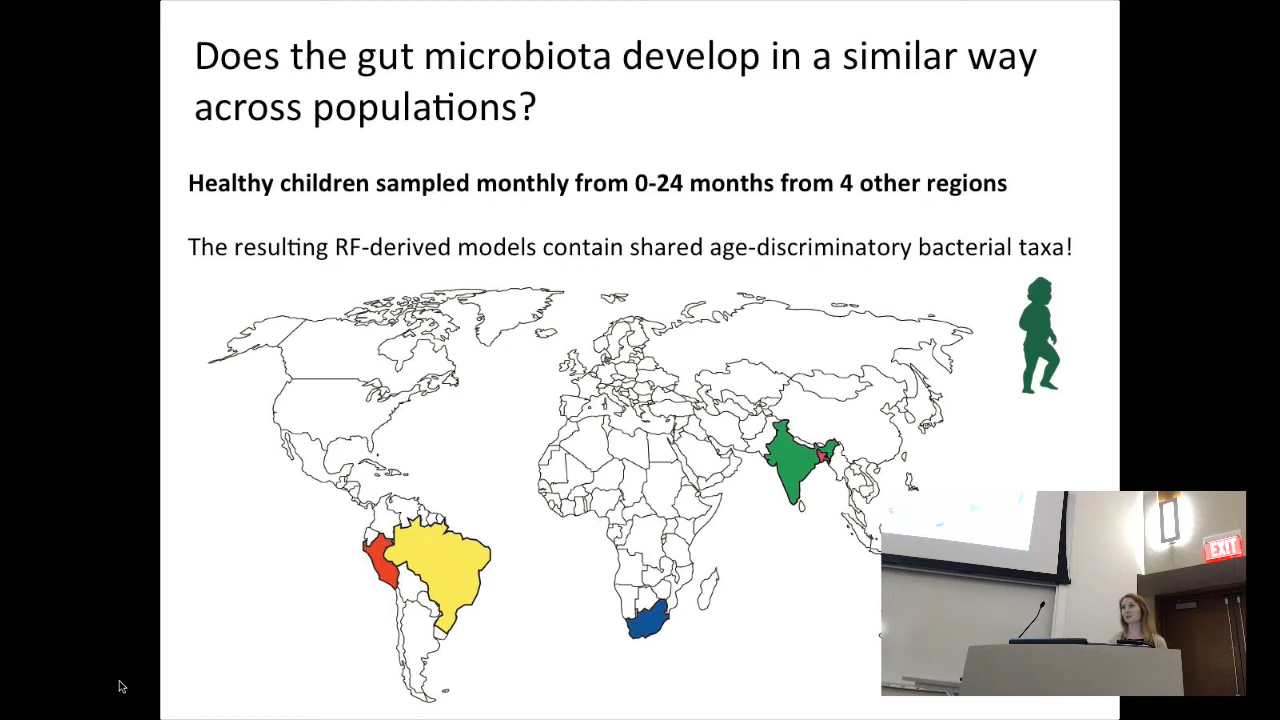 Does the gut microbiota develop in a similar way
across populations?
Healthy children sampled monthly from 0-24 months from 4 other regions
The resulting RF-derived models contain shared age-discriminatory bacterial taxa!
EXIT